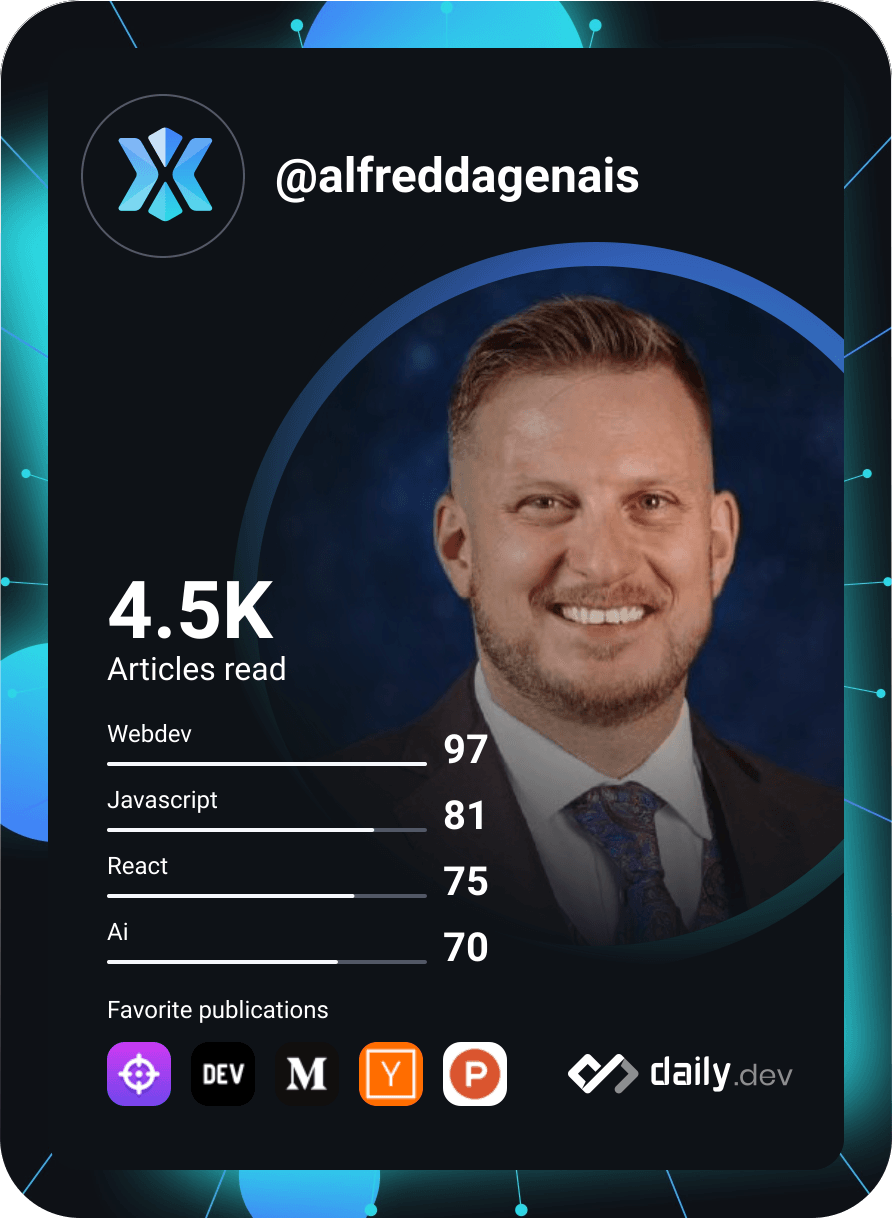 @alfreddagenais
4.5K
Articles read
Webdev
97
Javascript
81
React
75
Ai
70
Favorite publications
DEV
M
Y
P
daily.dev